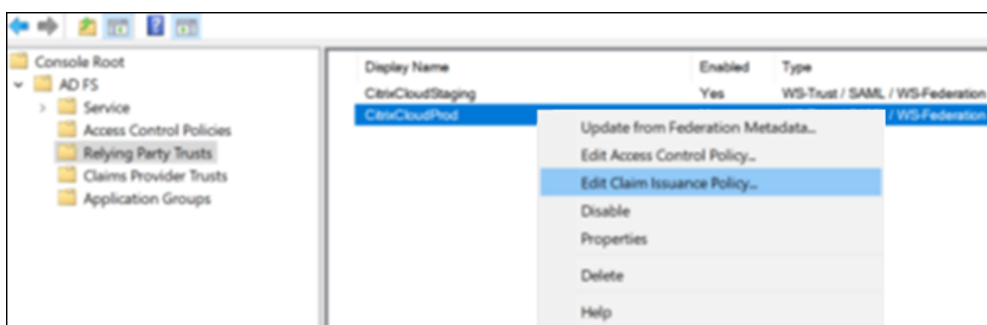 Console Root
AD FS
Service
Access Control Policies
Relying Party Trusts
Claims Provider Trusts
Application Groups
Display Name Enabled Type
CitrixCloudStaging Yes WS-Trust / SAML / WS-Federation
CitrixCloudProd / WS-Federation
Update from Federation Metadata...
Edit Access Control Policy...
Edit Claim Issuance Policy...
Disable
Properties
Delete
Help